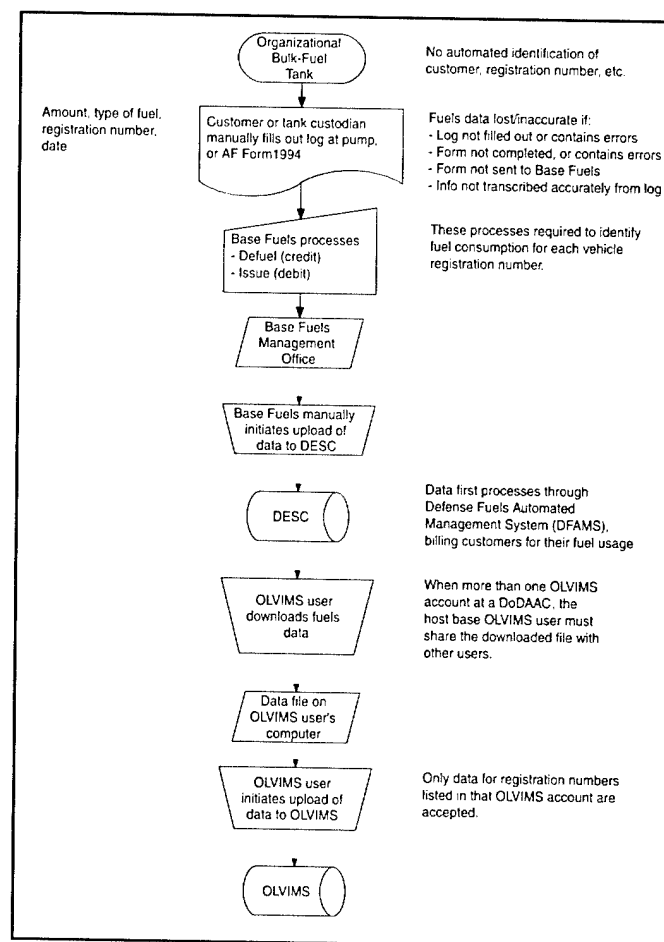 Organizational
Bulk-Fuel
Tank
No automated identification of
customer, registration number, etc.
Amount, type of fuel,
registration number,
date
Customer or tank custodian
manually fills out log at pump,
or AF Form1994
Fuels data lost/inaccurate if:
- Log not filled out or contains errors
- Form not completed, or contains errors
- Form not sent to Base Fuels
- Info not transcribed accurately from log
Base Fuels processes
- Defuel (credit)
- Issue (debit)
These processes required to identify
fuel consumption for each vehicle
registration number.
Base Fuels
Management
Office
Base Fuels manually
initiates upload of
data to DESC
DESC
Data first processes through
Defense Fuels Automated
Management System (DFAMS),
billing customers for their fuel usage
OLVIMS user
downloads fuels
data
When more than one OLVIMS
account at a DoDAAC, the
host base OLVIMS user must
share the downloaded file with
other users.
Data file on
OLVIMS user's
computer
OLVIMS user
initiates upload of
data to OLVIMS
Only data for registration numbers
listed in that OLVIMS account are
accepted.
OLVIMS